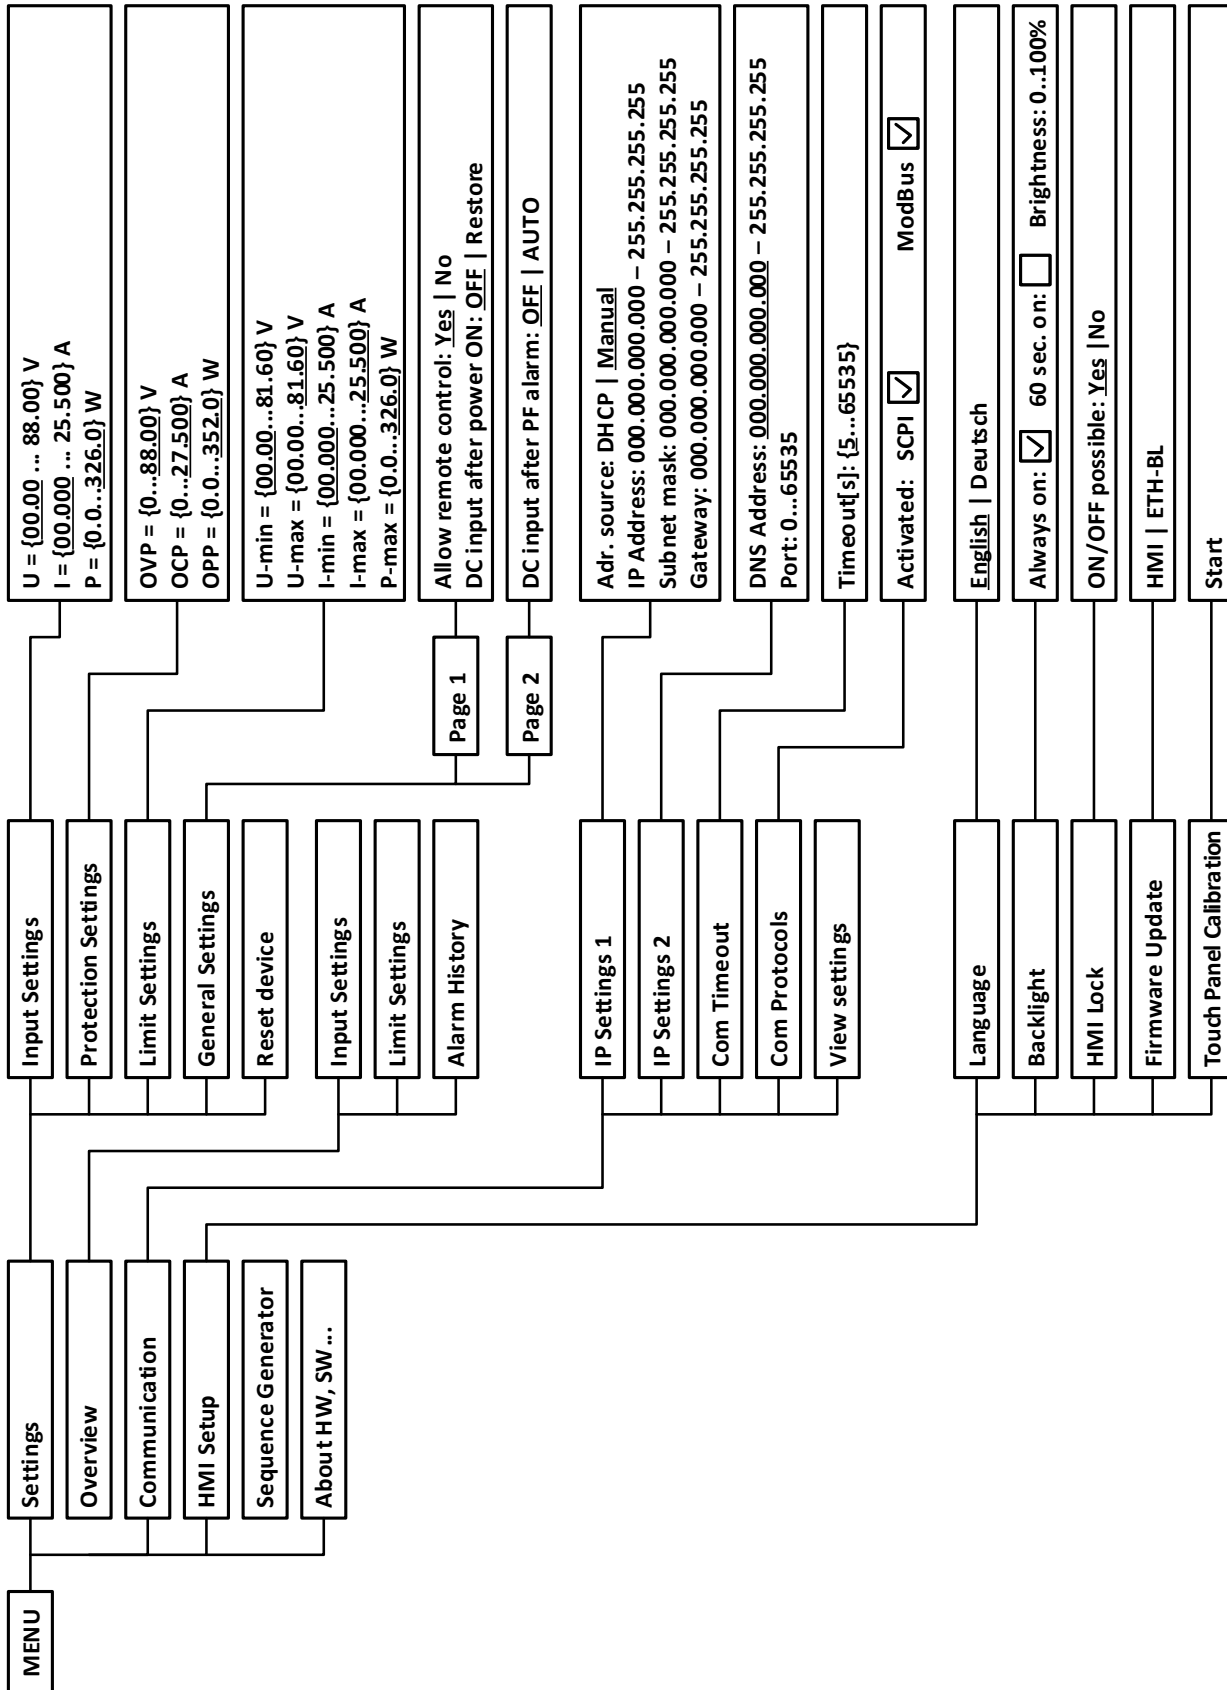 MENU
Settings
Overview
Communication
HMI Setup
Sequence Generator
About HW, SW...
Input Settings
Protection Settings
Limit Settings
General Settings
Reset device
Input Settings
Limit Settings
Alarm History
IP Settings 1
IP Settings 2
Com Timeout
Com Protocols
View settings
Language
Backlight
HMI Lock
Firmware Update
Touch Panel Calibration
Page 1
Page 2
U = {00.00 ... 88.00} V
I = {00.000 ... 25.500} A
P = {0.0...326.0} W
OVP = {0...88.00} V
OCP = {0...27.500} A
OPP = {0.0...352.0} W
U-min = {00.00...81.60} V
U-max = {00.00...81.60} V
I-min = {00.000...25.500} A
I-max = {00.00...25.500} A
P-max = {0.0...326.0} W
Allow remote control: Yes | No
DC input after power ON: OFF | Restore
DC input after PF alarm: OFF | AUTO
Adr. source: DHCP | Manual
IP Address: 000.000.000.000 – 255.255.255.255
Subnet mask: 000.000.000.000 – 255.255.255.255
Gateway: 000.000.000.000 – 255.255.255.255
DNS Address: 000.000.000.000 – 255.255.255.255
Port: 0...65535
Timeout[s]: {5...65535}
Activated: SCPI ModBus
English | Deutsch
Always on: 60 sec. on: Brightness: 0..100%
ON/OFF possible: Yes |No
HMI | ETH-BL
Start